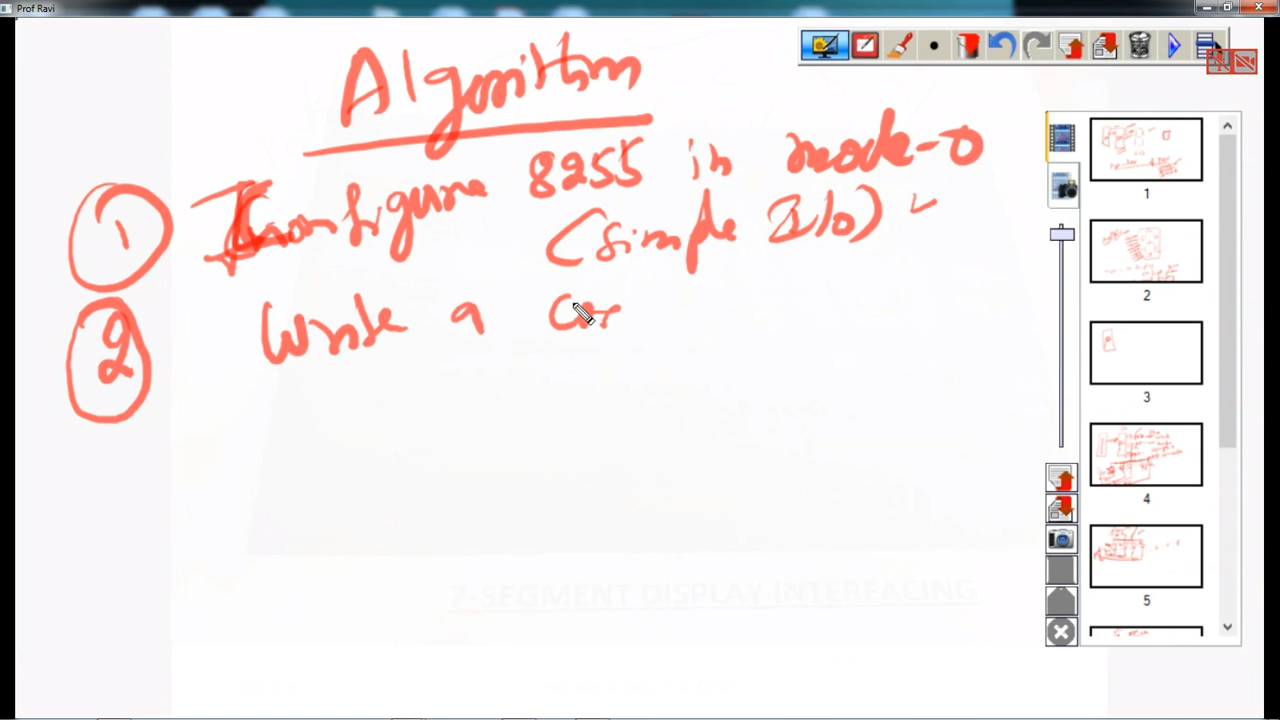 Prof Ravi
Algorithm
1 Configure 8255 in mode-0
(Simple I/O)
2 Write a
7-SEGMENT DISPLAY INTERFACING
1
2
3
4
5